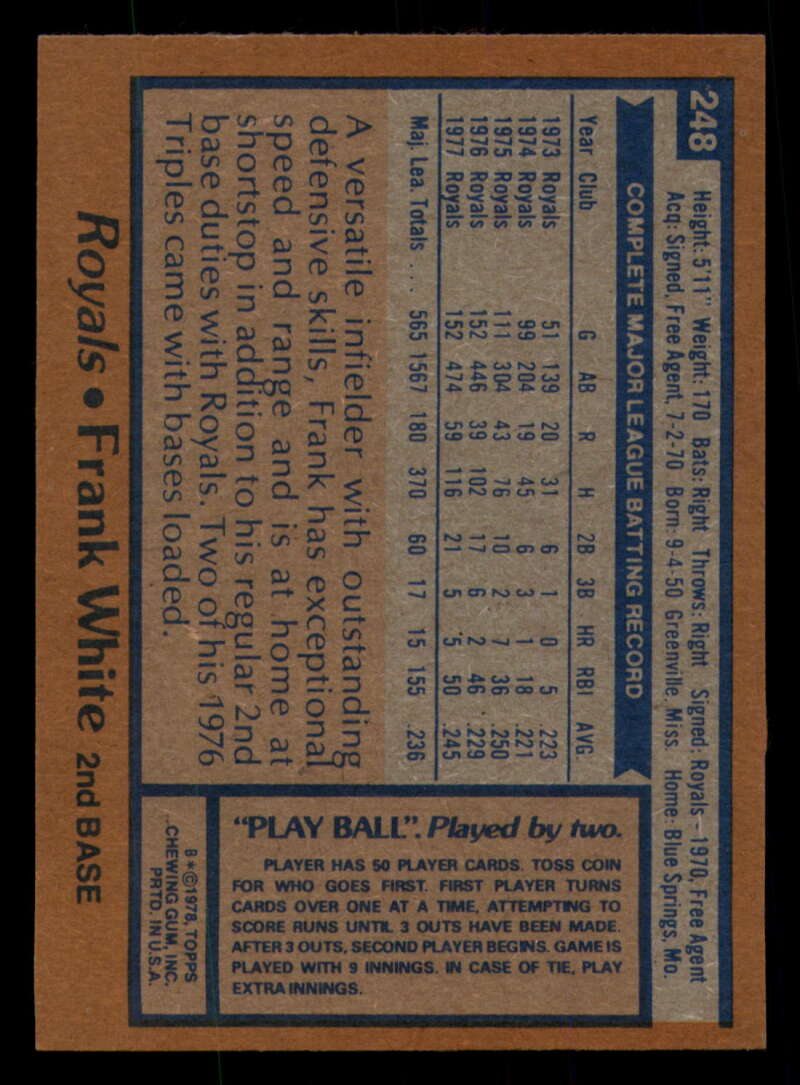 248
Height: 5'11" Weight: 170 Bats: Right Throws: Right Signed: Royals—1970, Free Agent
Acq: Signed, Free Agent, 7-2-70 Born: 9-4-50 Greenville, Miss. Home: Blue Springs, Mo.
COMPLETE MAJOR LEAGUE BATTING RECORD
Year Club G AB R H 2B 3B HR RBI AVG.
1973 Royals 51 139 20 31 6 1 0 5 .223
1974 Royals 99 204 19 45 6 3 1 18 .221
1975 Royals 111 304 43 76 10 2 7 36 .250
1976 Royals 152 446 39 102 17 6 2 46 .229
1977 Royals 152 474 59 116 21 5 5 50 .245
Maj. Lea. Totals .... 565 1567 180 370 60 17 15 155 .236
A versatile infielder with outstanding
defensive skills, Frank has exceptional
speed and range and is at home at
shortstop in addition to his regular 2nd
base duties with Royals. Two of his 1976
Triples came with bases loaded.
Royals • Frank White 2nd BASE
"PLAY BALL". Played by two.
PLAYER HAS 50 PLAYER CARDS. TOSS COIN
FOR WHO GOES FIRST. FIRST PLAYER TURNS
CARDS OVER ONE AT A TIME, ATTEMPTING TO
SCORE RUNS UNTIL 3 OUTS HAVE BEEN MADE.
AFTER 3 OUTS, SECOND PLAYER BEGINS. GAME IS
PLAYED WITH 9 INNINGS. IN CASE OF TIE, PLAY
EXTRA INNINGS.
8*©1978, TOPPS
CHEWING GUM, INC.
PRTD. IN U.S.A.